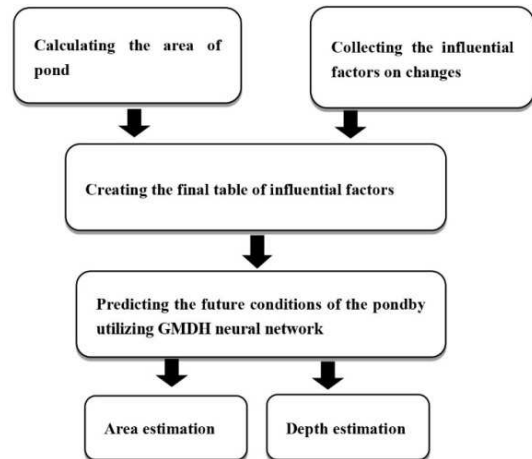 Calculating the area of
pond
Collecting the influential
factors on changes
Creating the final table of influential factors
Predicting the future conditions of the pondby
utilizing GMDH neural network
Area estimation
Depth estimation